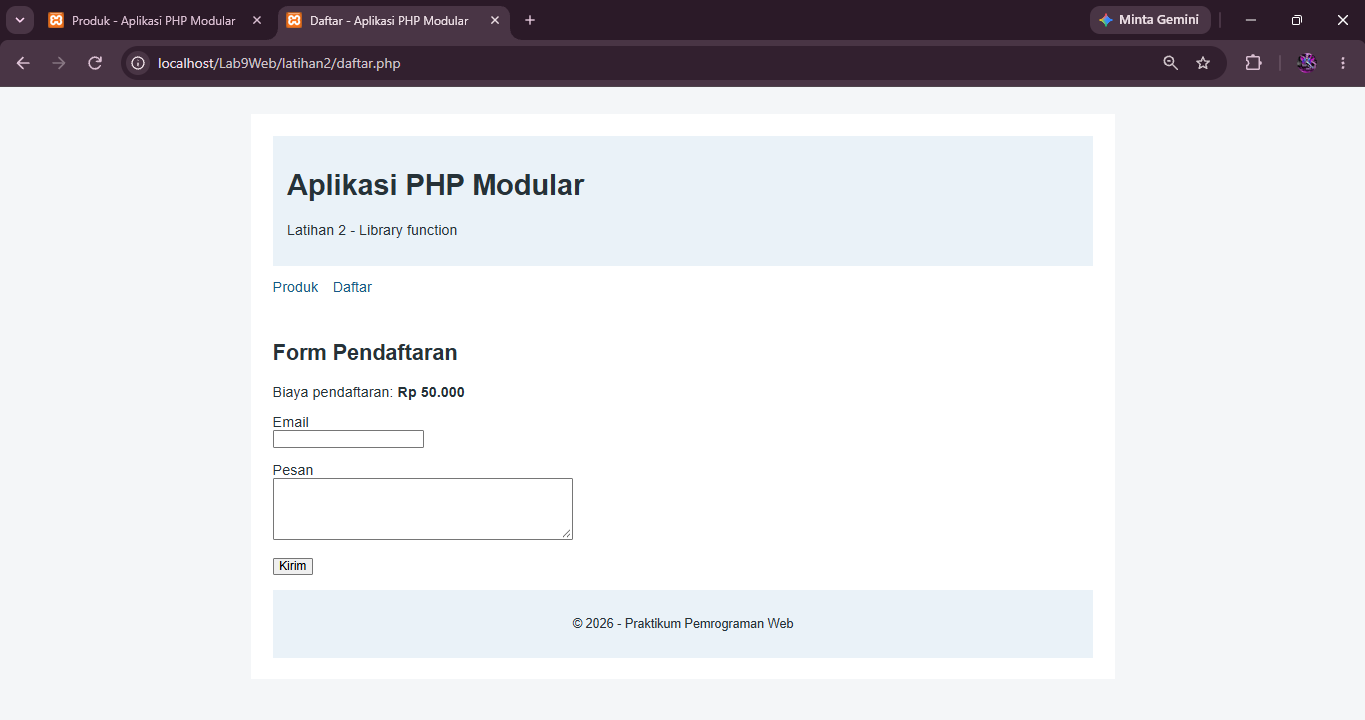 Produk - Aplikasi PHP Modular
Daftar - Aplikasi PHP Modular
Minta Gemini
localhost/Lab9Web/latihan2/daftar.php
Aplikasi PHP Modular
Latihan 2 - Library function
Produk Daftar
Form Pendaftaran
Biaya pendaftaran: Rp 50.000
Email
Pesan
Kirim
© 2026 - Praktikum Pemrograman Web